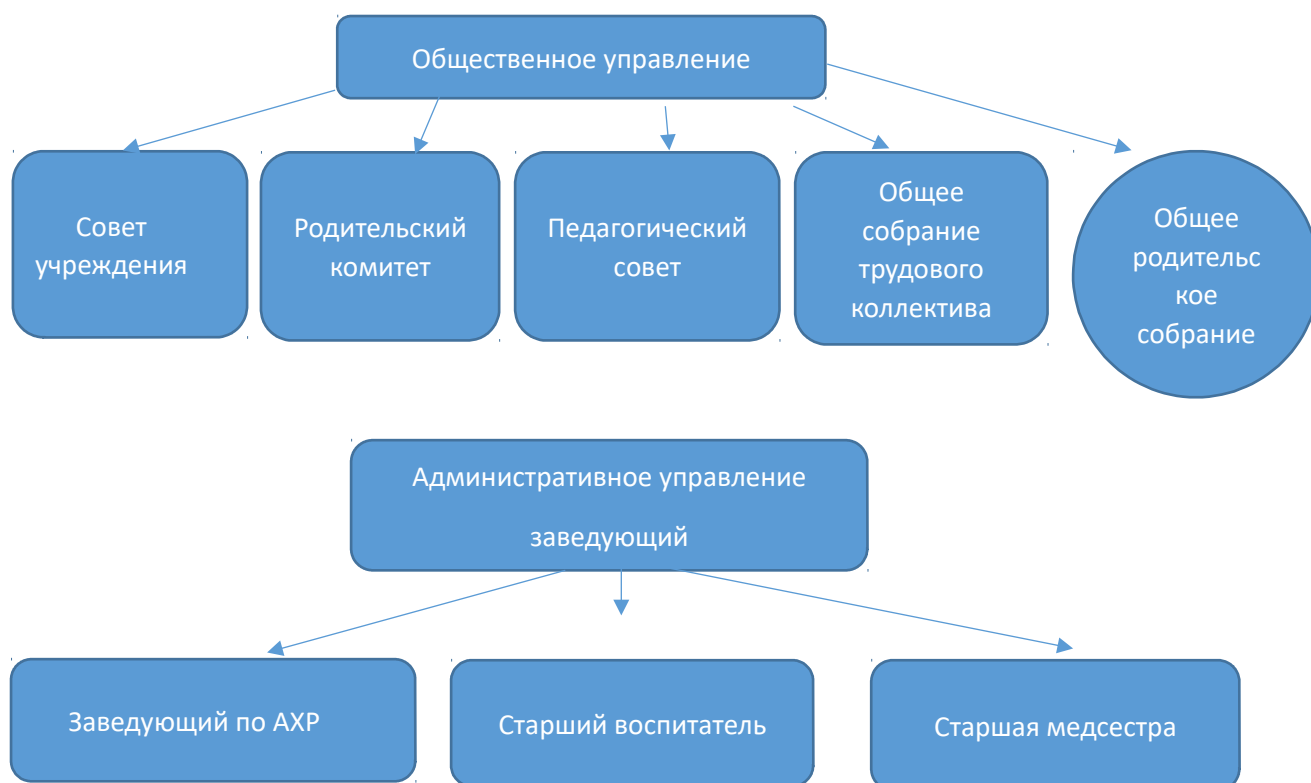 Общественное управление
Совет
учреждения
Родительский
комитет
Педагогический
совет
Общее
собрание
трудового
коллектива
Общее
родительс
кое
собрание
Административное управление
заведующий
Заведующий по АХР
Старший воспитатель
Старшая медсестра